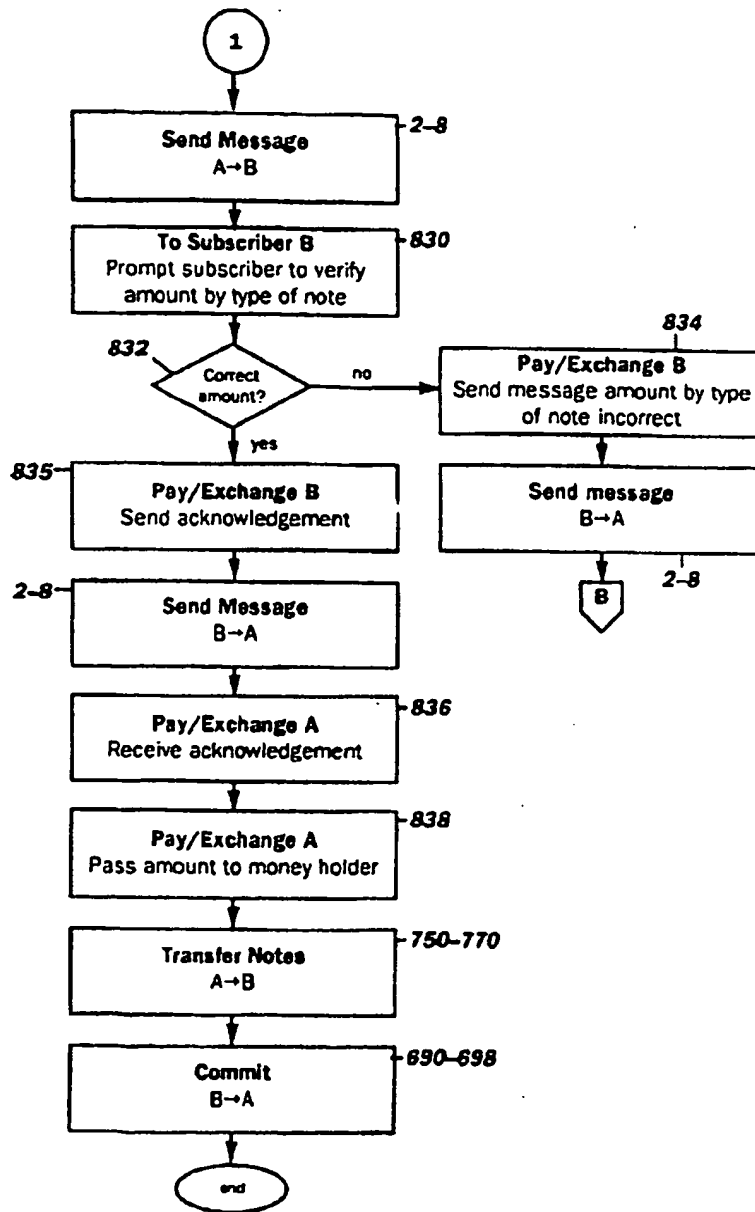 1
Send Message
A→B
2-8
To Subscriber B
Prompt subscriber to verify
amount by type of note
830
832
Correct
amount?
no
yes
834
Pay/Exchange B
Send message amount by type
of note incorrect
Send message
B→A
2-8
B
835
Pay/Exchange B
Send acknowledgement
2-8
Send Message
B→A
Pay/Exchange A
Receive acknowledgement
836
Pay/Exchange A
Pass amount to money holder
838
Transfer Notes
A→B
750-770
Commit
B→A
690-698
end